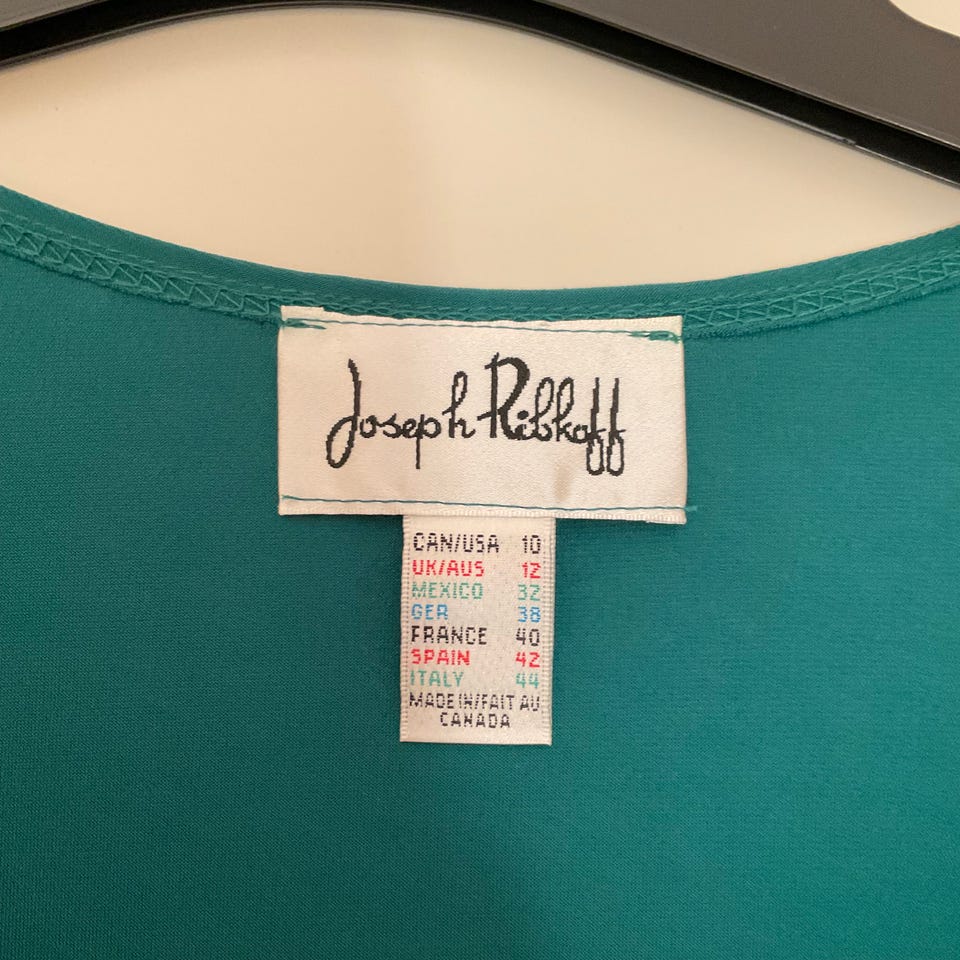 Joseph Ribkoff
CAN/USA 10
UK/AUS 12
MEXICO 32
GER 38
FRANCE 40
SPAIN 42
ITALY 44
MADE IN/FAIT AU
CANADA